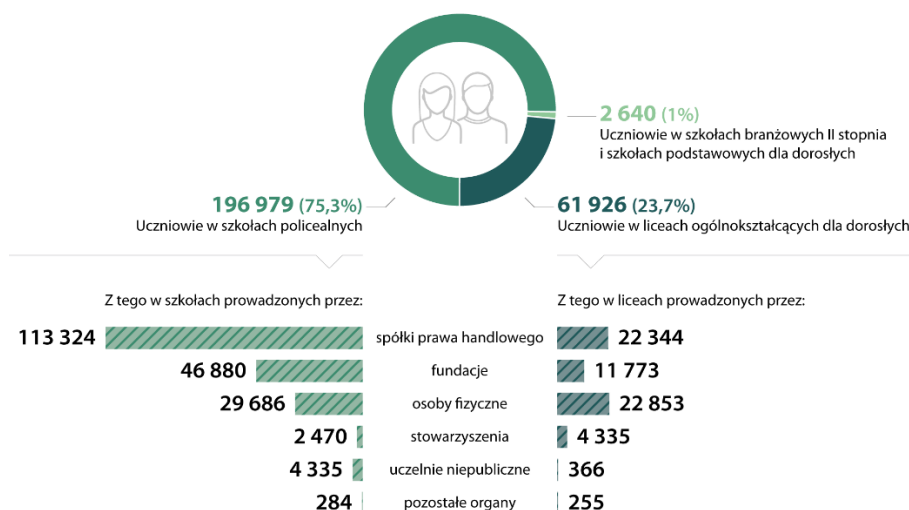 2 640 (1%)
Uczniowie w szkołach branżowych II stopnia
i szkołach podstawowych dla dorosłych
196 979 (75,3%)
Uczniowie w szkołach policealnych
61 926 (23,7%)
Uczniowie w liceach ogólnokształcących dla dorosłych
Z tego w szkołach prowadzonych przez:
Z tego w liceach prowadzonych przez:
113 324 spółki prawa handlowego 22 344
46 880 fundacje 11 773
29 686 osoby fizyczne 22 853
2 470 stowarzyszenia 4 335
4 335 uczelnie niepubliczne 366
284 pozostałe organy 255